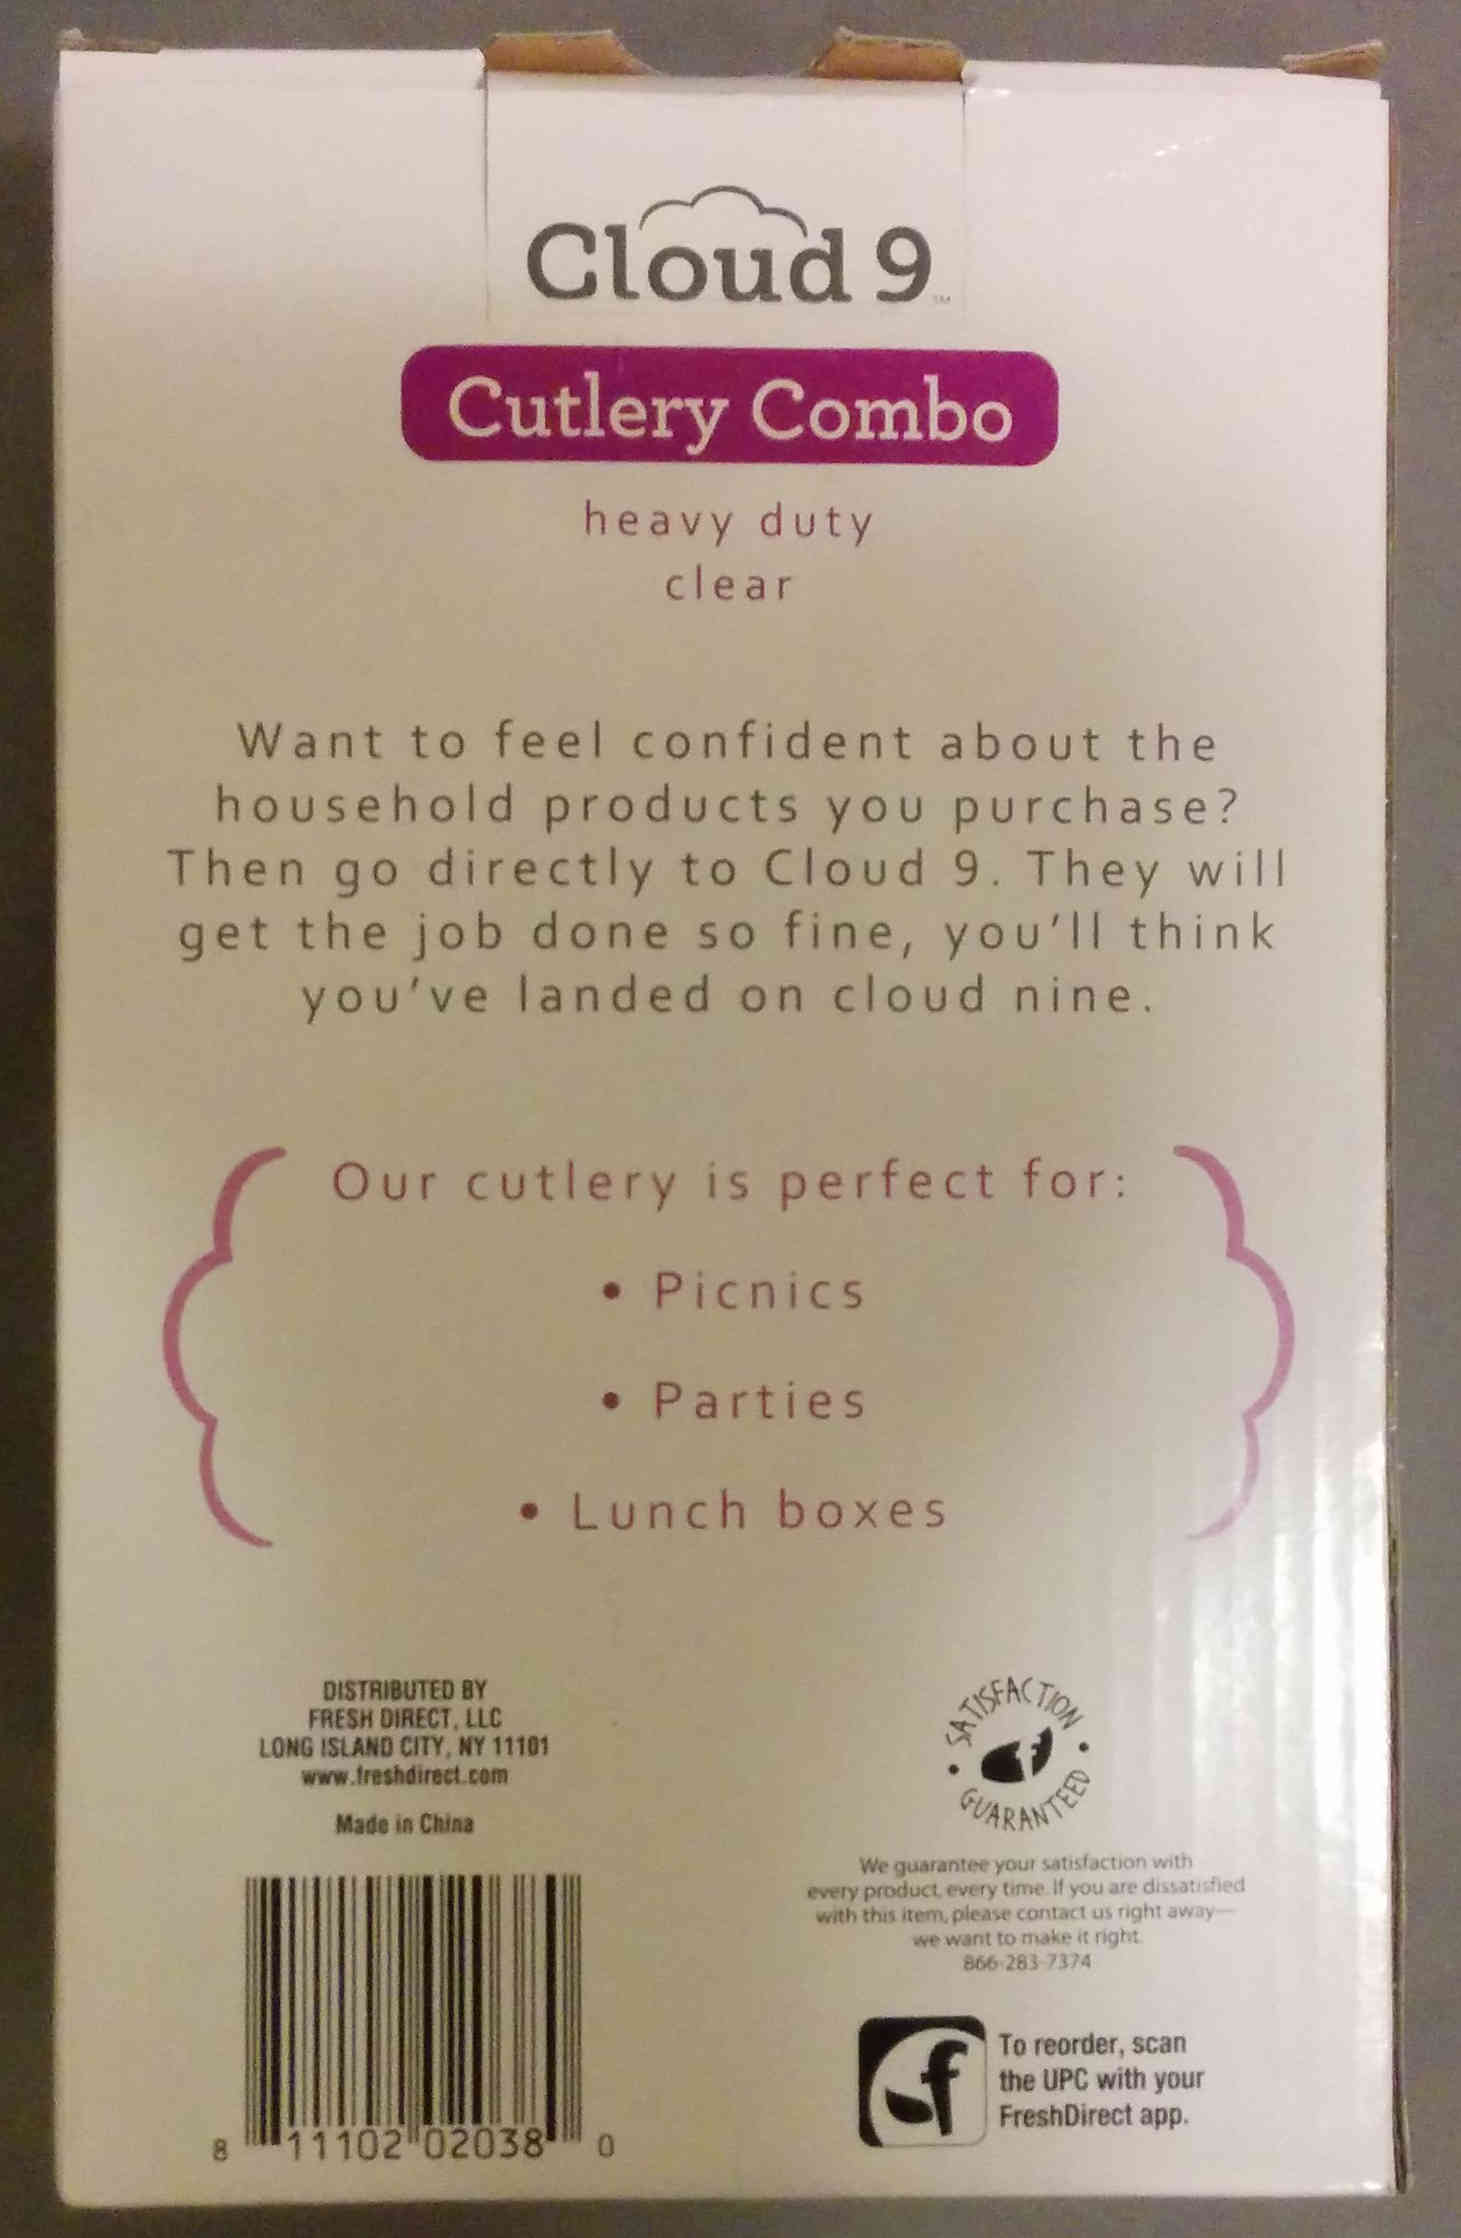 Cloud 9™
Cutlery Combo
heavy duty
clear
Want to feel confident about the
household products you purchase?
Then go directly to Cloud 9. They will
get the job done so fine, you'll think
you've landed on cloud nine.
Our cutlery is perfect for:
• Picnics
• Parties
• Lunch boxes
DISTRIBUTED BY
FRESH DIRECT, LLC
LONG ISLAND CITY, NY 11101
www.freshdirect.com
Made in China
8 11102 02038 0
SATISFACTION
f
• GUARANTEED •
We guarantee your satisfaction with
every product, every time. If you are dissatisfied
with this item, please contact us right away—
we want to make it right.
866-283-7374
f
To reorder, scan
the UPC with your
FreshDirect app.